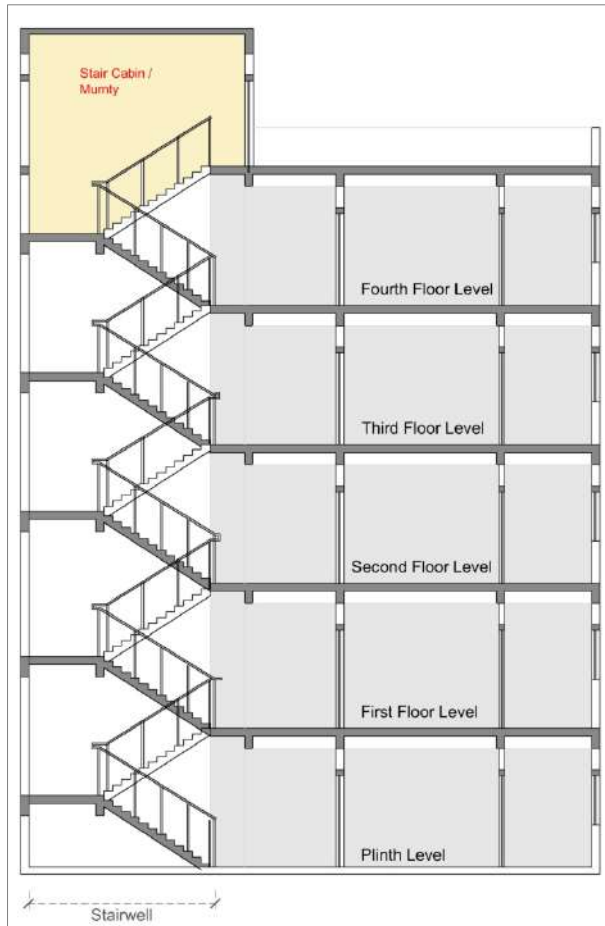 Stair Cabin /
Mumty
Fourth Floor Level
Third Floor Level
Second Floor Level
First Floor Level
Plinth Level
Stairwell